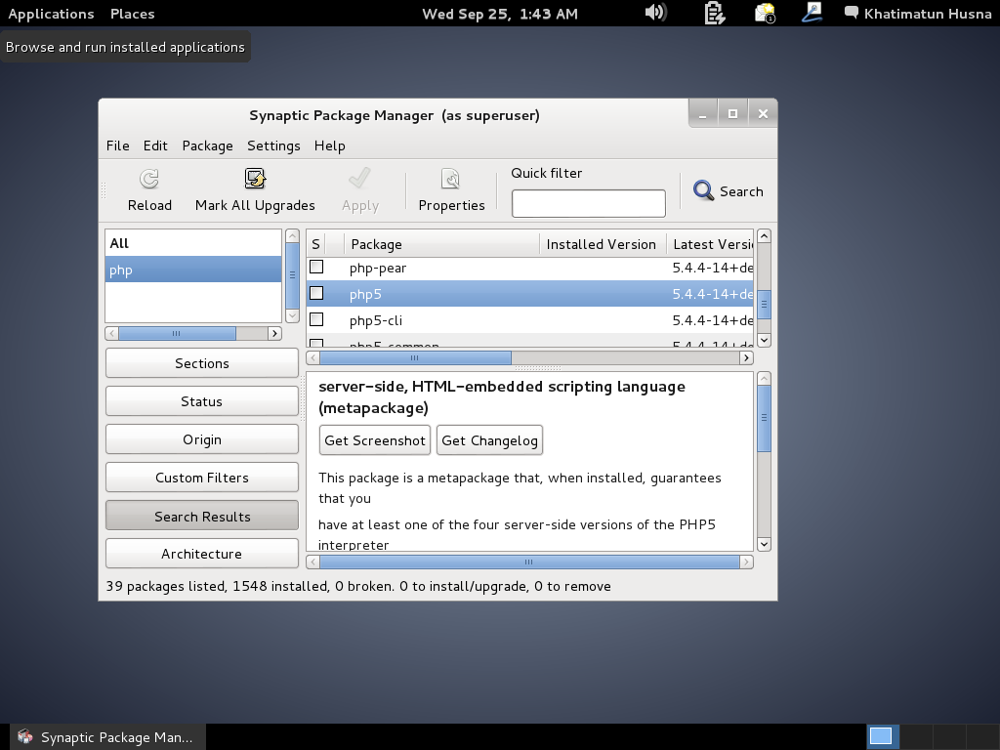 Applications Places Wed Sep 25, 1:43 AM 1 Khatimatun Husna
Browse and run installed applications
Synaptic Package Manager (as superuser)
File Edit Package Settings Help
Reload Mark All Upgrades Apply Properties Quick filter Search
All
php
S Package Installed Version Latest Versi
php-pear 5.4.4-14+de
php5 5.4.4-14+de
php5-cli 5.4.4-14+de
php5-common 5.4.4-14+de
Sections
Status
Origin
Custom Filters
Search Results
Architecture
server-side, HTML-embedded scripting language
(metapackage)
Get Screenshot Get Changelog
This package is a metapackage that, when installed, guarantees
that you
have at least one of the four server-side versions of the PHP5
interpreter
39 packages listed, 1548 installed, 0 broken. 0 to install/upgrade, 0 to remove
Synaptic Package Man...